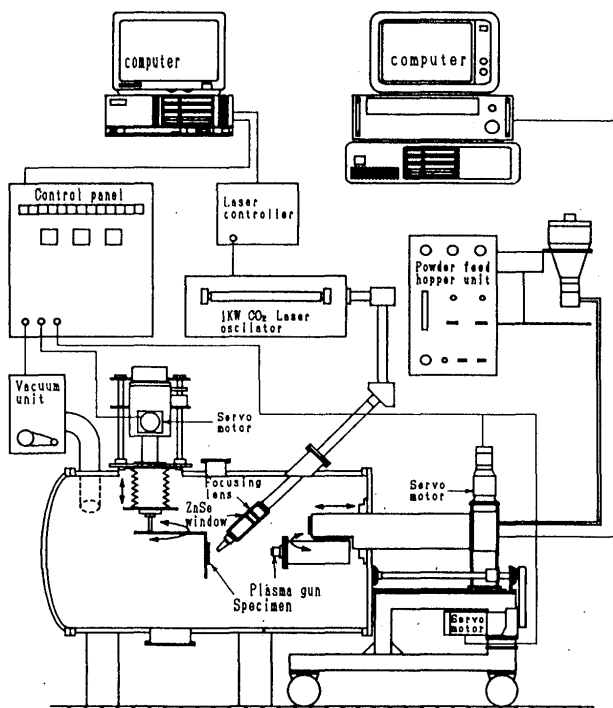 computer
computer
Control panel
Laser
controller
Powder feed
hopper unit
1KW CO₂ Laser
oscilator
Vacuum
unit
Servo
motor
Focusing
lens
ZnSe
window
Servo
motor
Plasma gun
Specimen
Servo
motor